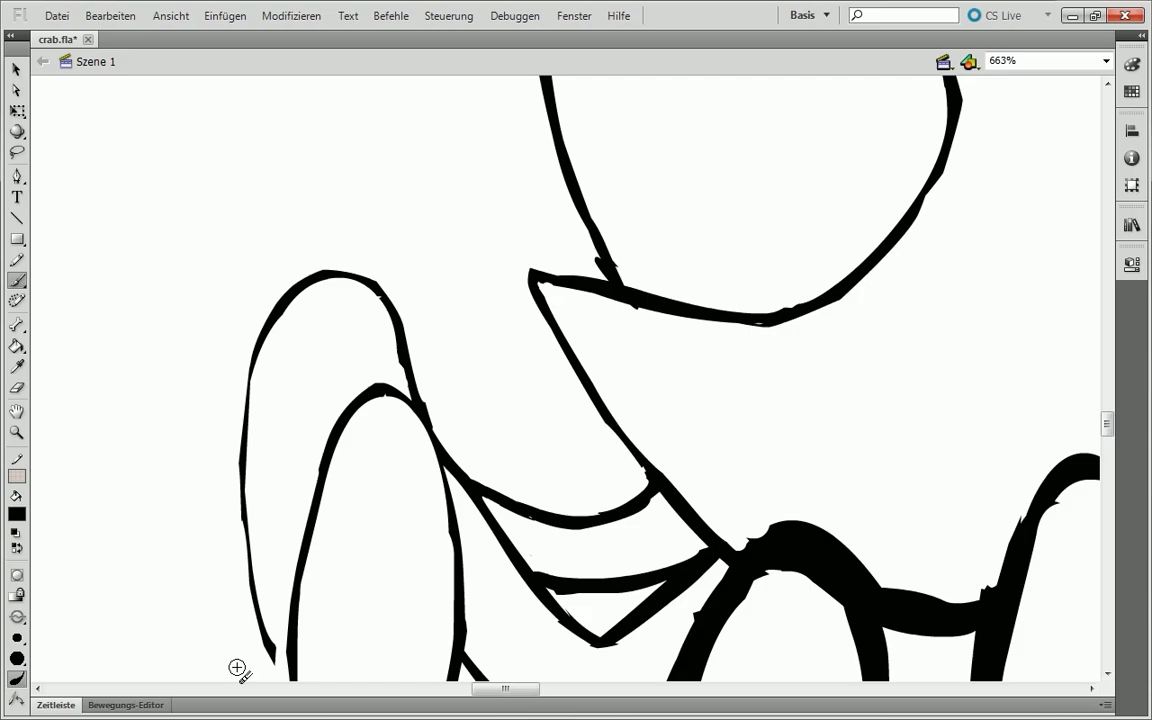 Fl Datei Bearbeiten Ansicht Einfügen Modifizieren Text Befehle Steuerung Debuggen Fenster Hilfe Basis CS Live
crab.fla*
Szene 1 663%
T
Zeitleiste Bewegungs-Editor